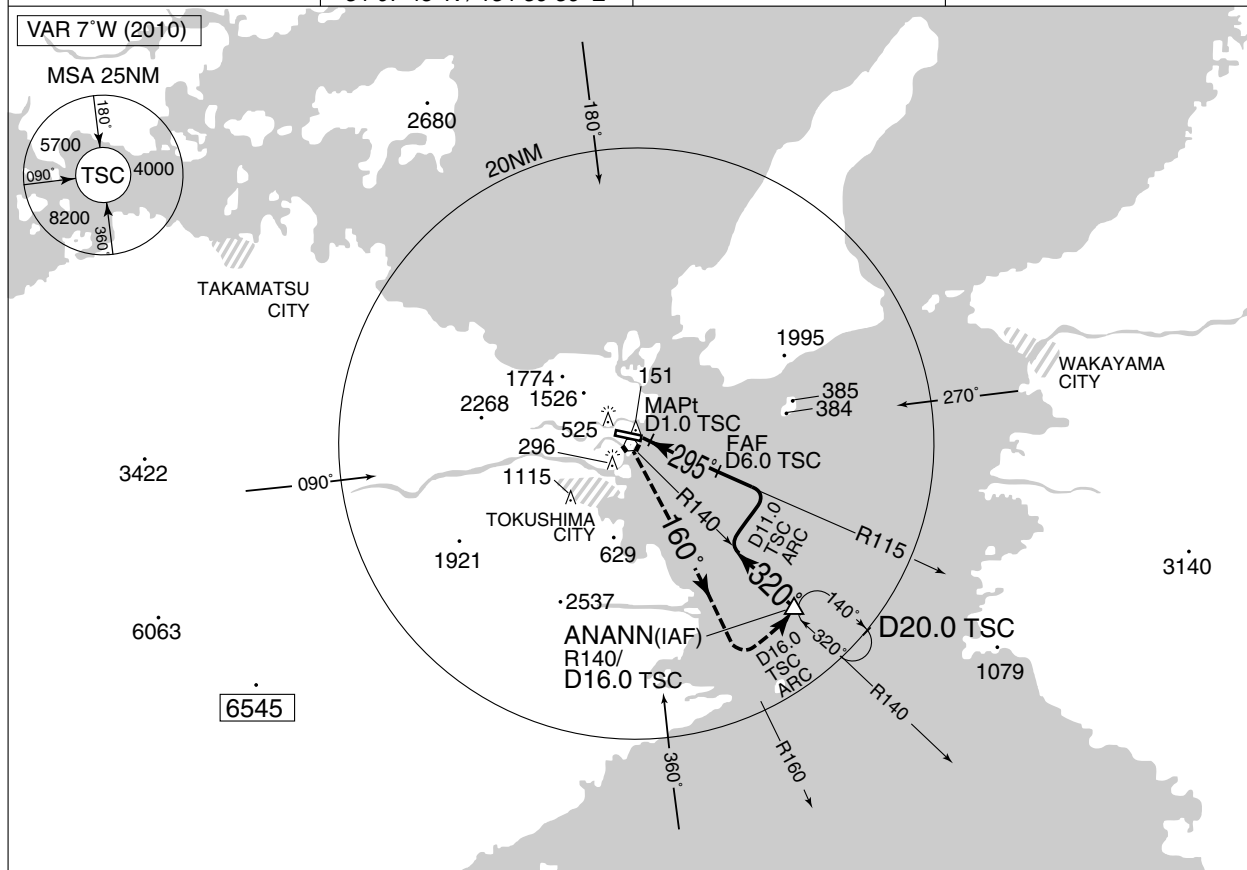 VAR 7°W (2010)
MSA 25NM
180°
5700
4000
090°
TSC
8200
360°
2680
180°
20NM
TAKAMATSU
CITY
1995
WAKAYAMA
CITY
1774
151
385
384
270°
1526
MAPt
D1.0 TSC
2268
525
FAF
D6.0 TSC
295°
296
3422
1115
090°
R140
D11.0
TSC
ARC
R115
TOKUSHIMA
CITY
160°
629
1921
3140
320°
2537
140°
6063
ANANN(IAF)
R140/
D16.0 TSC
D16.0
TSC
ARC
320°
D20.0 TSC
1079
6545
R140
R160
360°